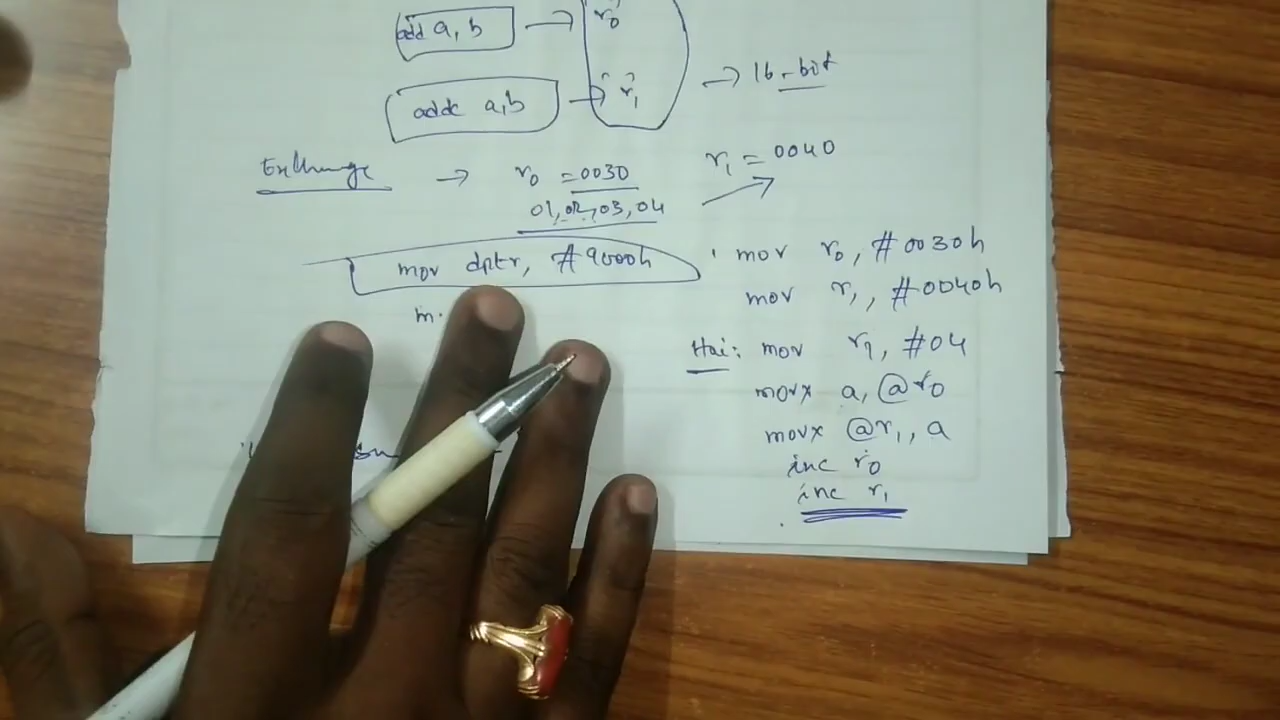 add a, b → r0
addc a,b → r1 → 16-bit
Exchange → r0 = 0030 r1 = 0040
01, 02, 03, 04
mov dptr, #9000h
m.
mov r0, #0030h
mov r1, #0040h
Hai: mov r7, #04
movx a, @r0
movx @r1, a
inc r0
inc r1